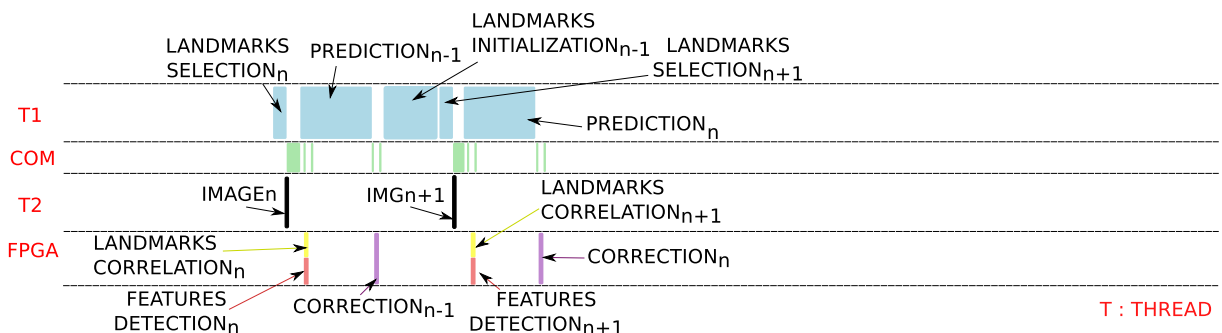 LANDMARKS
SELECTIONn
PREDICTIONn-1
LANDMARKS
INITIALIZATIONn-1
LANDMARKS
SELECTIONn+1
T1
PREDICTIONn
COM
T2
IMAGEn
IMGn+1
LANDMARKS
CORRELATIONn+1
FPGA
LANDMARKS
CORRELATIONn
CORRECTIONn
FEATURES
DETECTIONn
CORRECTIONn-1
FEATURES
DETECTIONn+1
T : THREAD